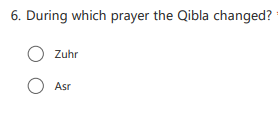 6. During which prayer the Qibla changed? *
Zuhr
Asr